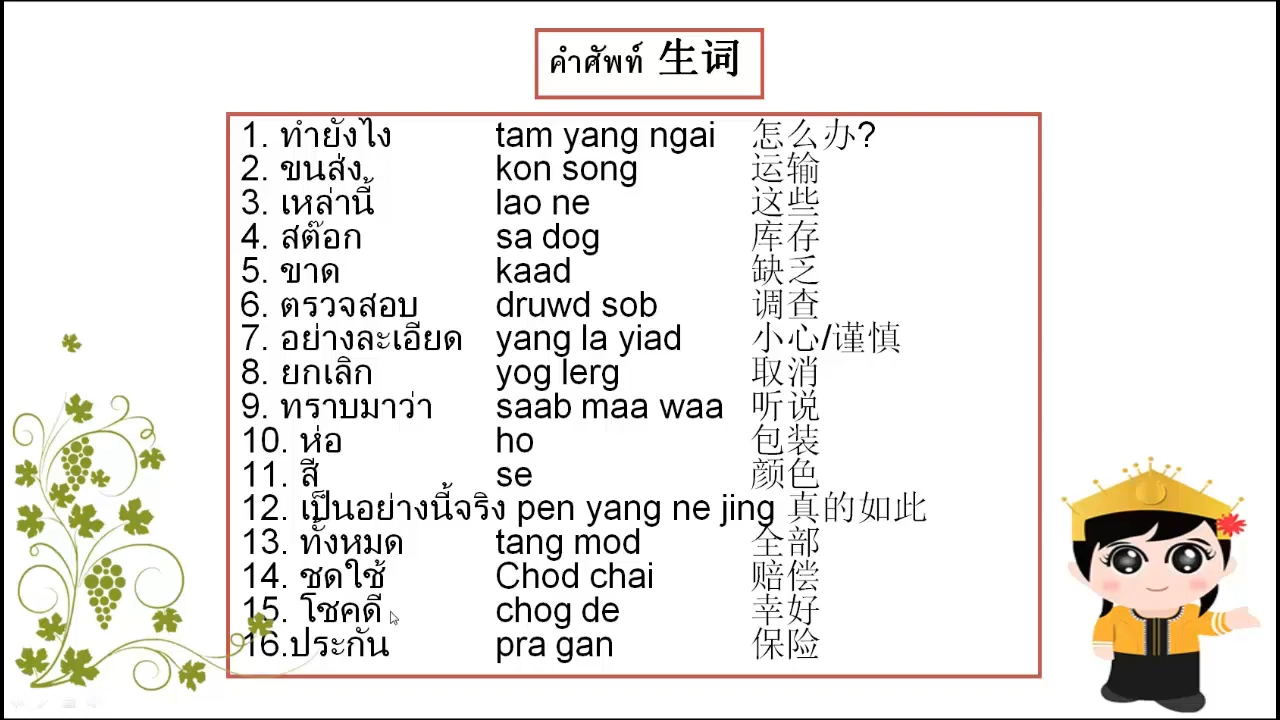 คำศัพท์ 生词
1. ทำยังไง tam yang ngai 怎么办?
2. ขนส่ง kon song 运输
3. เหล่านี้ lao ne 这些
4. สต๊อก sa dog 库存
5. ขาด kaad 缺乏
6. ตรวจสอบ druwd sob 调查
7. อย่างละเอียด yang la yiad 小心/谨慎
8. ยกเลิก yog lerg 取消
9. ทราบมาว่า saab maa waa 听说
10. ห่อ ho 包装
11. สี se 颜色
12. เป็นอย่างนี้จริง pen yang ne jing 真的如此
13. ทั้งหมด tang mod 全部
14. ชดใช้ Chod chai 赔偿
15. โชคดี chog de 幸好
16.ประกัน pra gan 保险